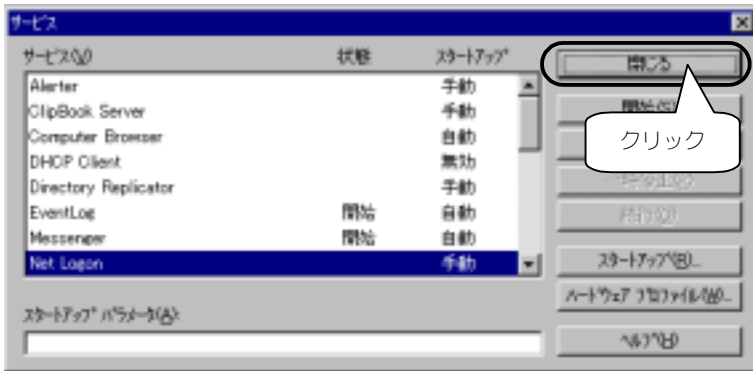 サービス
サービス(V) 状態 スタートアップ
Alerter 手動
ClipBook Server 手動
Computer Browser 自動
DHCP Client 無効
Directory Replicator 手動
EventLog 開始 自動
Messenger 開始 自動
Net Logon 手動
スタートアップ パラメータ(A):
閉じる
開始(S)
クリック
続行(C)
スタートアップ(R)...
ハードウェア プロファイル(W)...
ヘルプ(H)